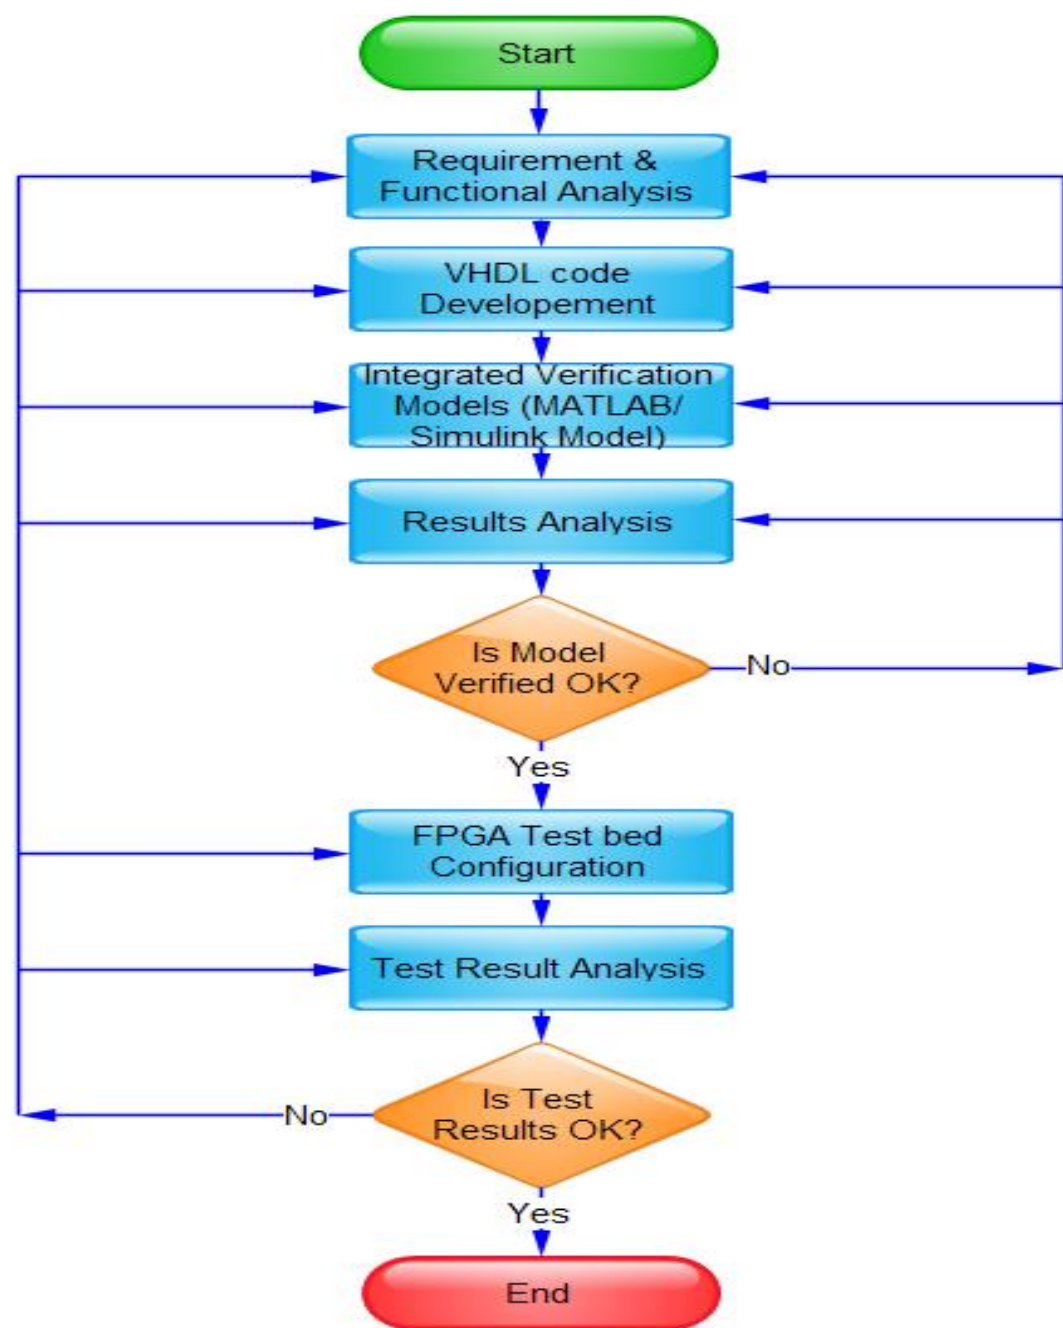 Start
Requirement &
Functional Analysis
VHDL code
Developement
Integrated Verification
Models (MATLAB/
Simulink Model)
Results Analysis
Is Model
Verified OK?
No
Yes
FPGA Test bed
Configuration
Test Result Analysis
Is Test
Results OK?
No
Yes
End